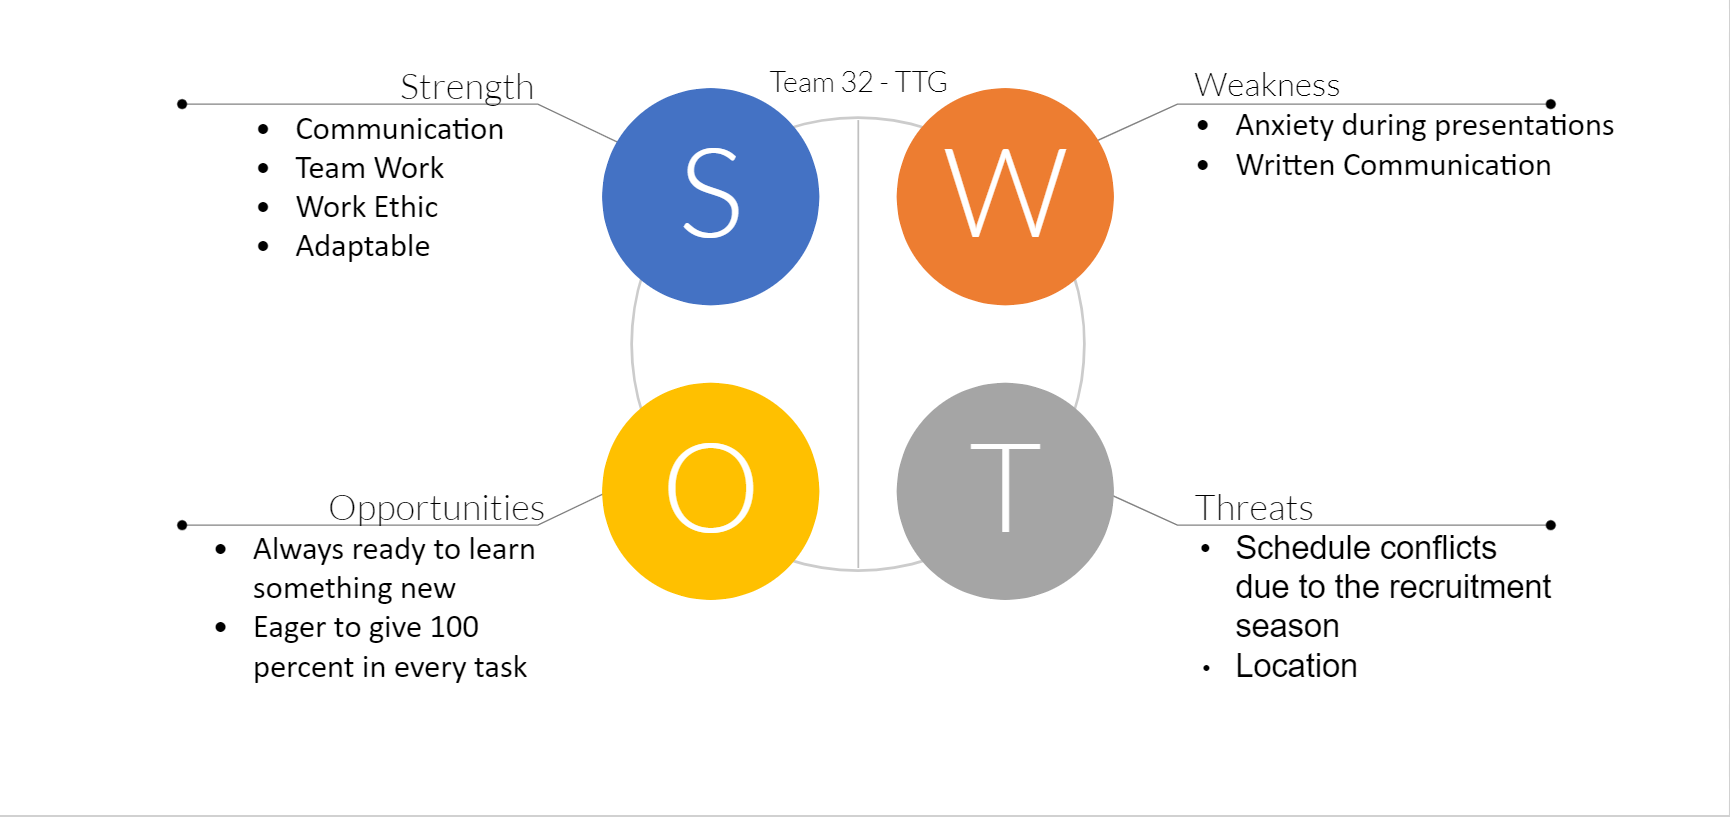 Team 32 - TTG
Strength
• Communication
• Team Work
• Work Ethic
• Adaptable
S
W
Weakness
• Anxiety during presentations
• Written Communication
Opportunities
• Always ready to learn
something new
• Eager to give 100
percent in every task
O
T
Threats
• Schedule conflicts
due to the recruitment
season
• Location